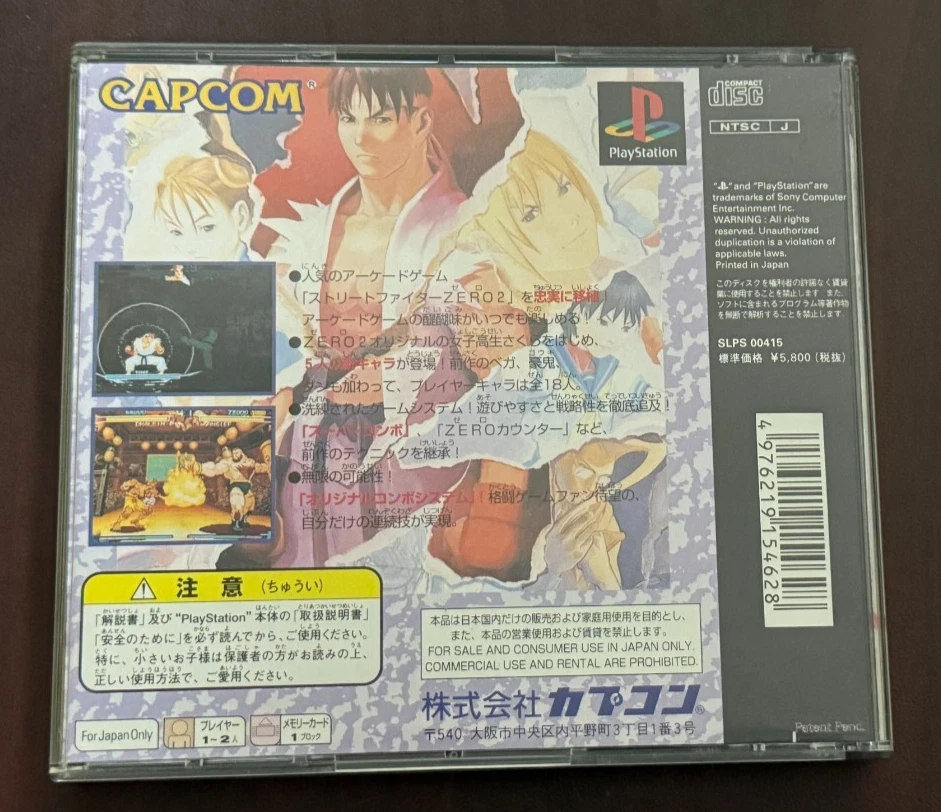 CAPCOM®
PlayStation
COMPACT
disc
NTSC J
"PS" and "PlayStation" are
trademarks of Sony Computer
Entertainment Inc.
WARNING : All rights
reserved. Unauthorized
duplication is a violation of
applicable laws.
Printed in Japan
このディスクを権利者の許諾なく賃貸
業に使用することを禁止します また、
ソフトに含まれるプログラム等著作物
を無断で解析することを禁止します.
SLPS 00415
標準価格 ¥5,800(税抜)
●人気のアーケードゲーム
「ストリートファイターZERO2」を忠実に移植!
アーケードゲームの醍醐味がいつでも楽しめる!
●ZERO2オリジナルの女子高生さくらをはじめ、
5人の新キャラが登場!前作のベガ、豪鬼、
ダンも加わって、プレイヤーキャラは全18人。
●洗練されたゲームシステム!遊びやすさと戦略性を徹底追及!
「スーパーコンボ」、「ZEROカウンター」など、
前作のテクニックを継承!
●無限の可能性!
「オリジナルコンボシステム」!格闘ゲームファン待望の、
自分だけの連続技が実現。
4 976219 154628
注意(ちゅうい)
「解説書」及び“PlayStation”本体の「取扱説明書」
「安全のために」を必ず読んでから、ご使用ください。
特に、小さいお子様は保護者の方がお読みの上、
正しい使用方法で、ご愛用ください。
本品は日本国内だけの販売および家庭用使用を目的とし、
また、本品の営業使用および賃貸を禁止します。
FOR SALE AND CONSUMER USE IN JAPAN ONLY.
COMMERCIAL USE AND RENTAL ARE PROHIBITED.
株式会社カプコン®
〒540 大阪市中央区内平野町3丁目1番3号
For Japan Only
プレイヤー
1〜2人
メモリーカード
1ブロック
Patent Pend.